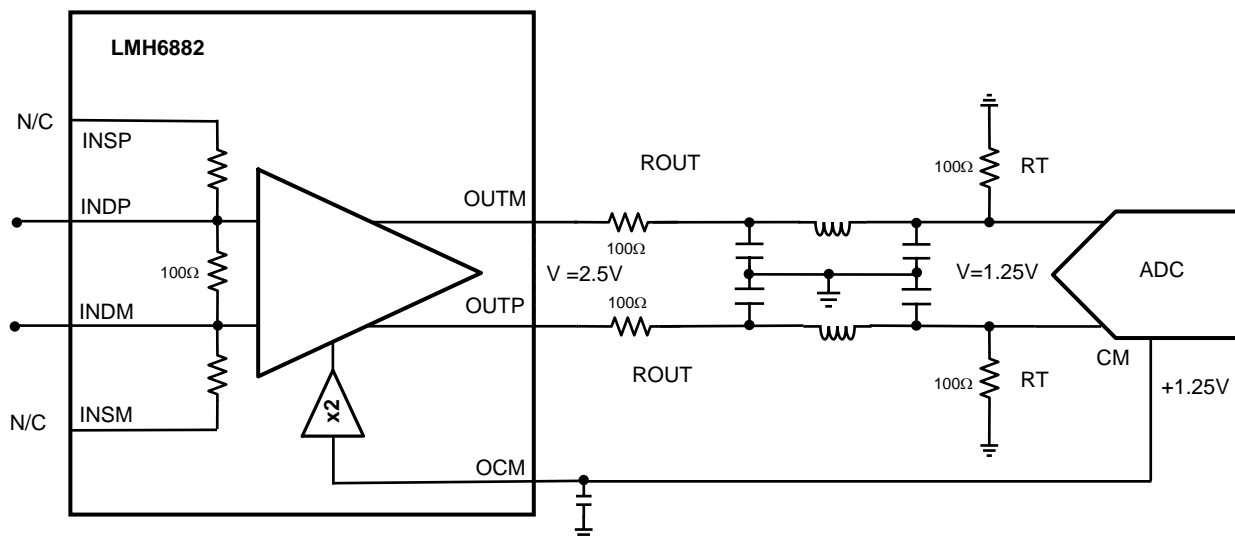 LMH6882
N/C
INSP
INDP
100Ω
INDM
N/C
INSM
x2
OUTM
V =2.5V
OUTP
OCM
ROUT
100Ω
100Ω
ROUT
100Ω
RT
V=1.25V
ADC
100Ω
RT
CM
+1.25V